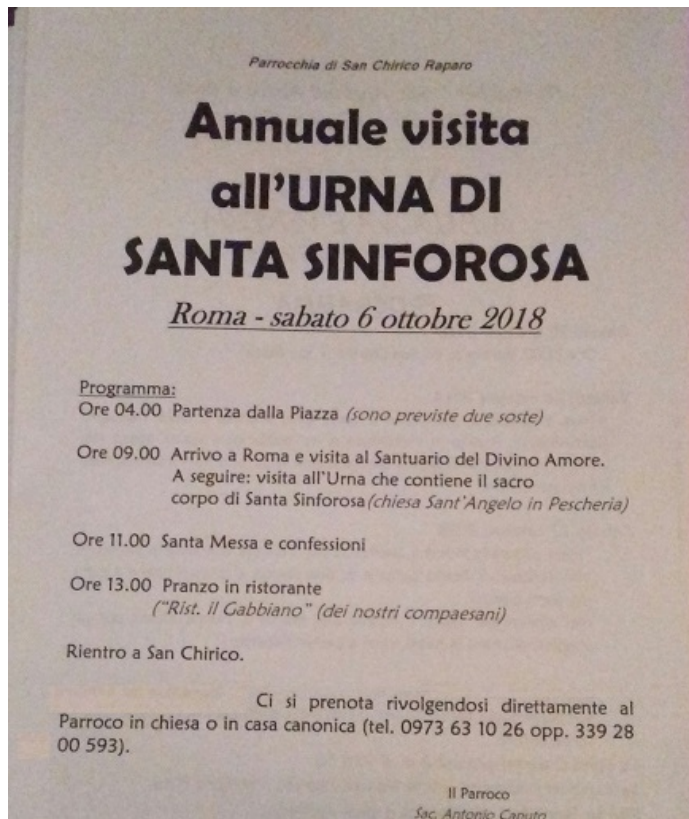 Parrocchia di San Chirico Raparo
Annuale visita
all'URNA DI
SANTA SINFOROSA
Roma - sabato 6 ottobre 2018
Programma:
Ore 04.00 Partenza dalla Piazza (sono previste due soste)
Ore 09.00 Arrivo a Roma e visita al Santuario del Divino Amore.
A seguire: visita all'Urna che contiene il sacro
corpo di Santa Sinforosa (chiesa Sant'Angelo in Pescheria)
Ore 11.00 Santa Messa e confessioni
Ore 13.00 Pranzo in ristorante
("Rist. il Gabbiano" (dei nostri compaesani)
Rientro a San Chirico.
Ci si prenota rivolgendosi direttamente al
Parroco in chiesa o in casa canonica (tel. 0973 63 10 26 opp. 339 28
00 593).
Il Parroco
Sac. Antonio Caputo